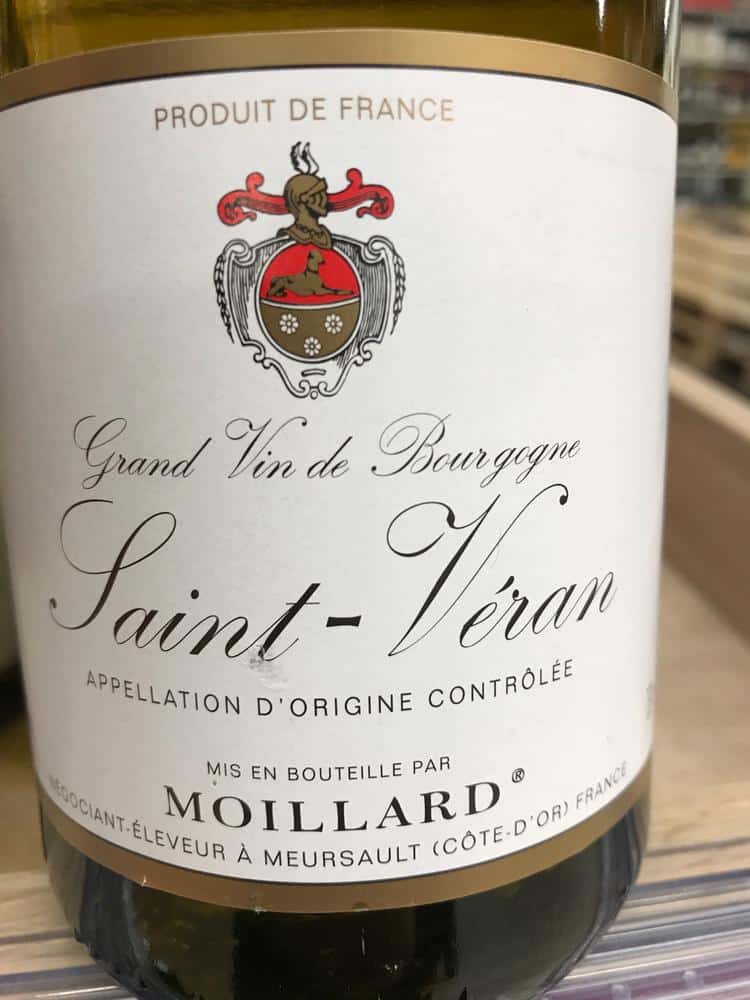 PRODUIT DE FRANCE
Grand Vin de Bourgogne
Saint-Véran
APPELLATION D'ORIGINE CONTRÔLÉE
MIS EN BOUTEILLE PAR
MOILLARD®
NÉGOCIANT-ÉLEVEUR À MEURSAULT (CÔTE-D'OR) FRANCE